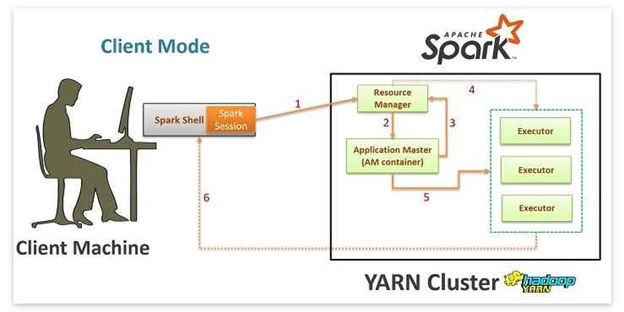 Client Mode
APACHE
Spark
TM
Spark Shell
Spark
Session
1
Resource
Manager
4
2
3
Application Master
(AM container)
5
Executor
Executor
Executor
6
Client Machine
YARN Cluster
hadoop
YARN